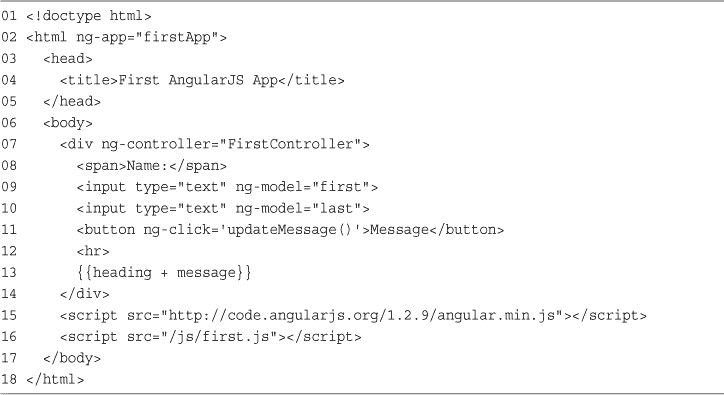 01 <!doctype html>
02 <html ng-app="firstApp">
03   <head>
04     <title>First AngularJS App</title>
05   </head>
06   <body>
07     <div ng-controller="FirstController">
08       <span>Name:</span>
09       <input type="text" ng-model="first">
10       <input type="text" ng-model="last">
11       <button ng-click='updateMessage()'>Message</button>
12       <hr>
13       {{heading + message}}
14     </div>
15     <script src="http://code.angularjs.org/1.2.9/angular.min.js"></script>
16     <script src="/js/first.js"></script>
17   </body>
18 </html>